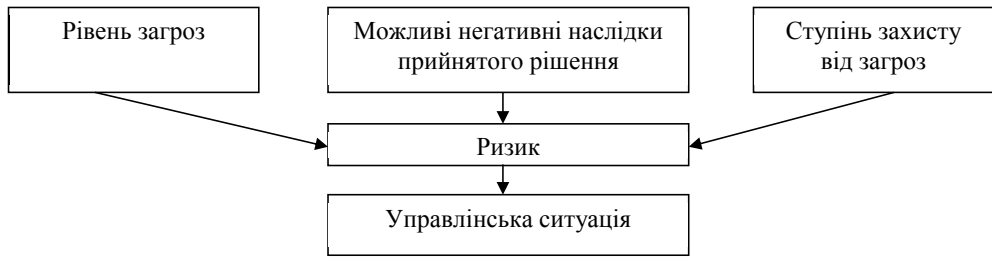 Рівень загроз
Можливі негативні наслідки
прийнятого рішення
Ступінь захисту
від загроз
Ризик
Управлінська ситуація